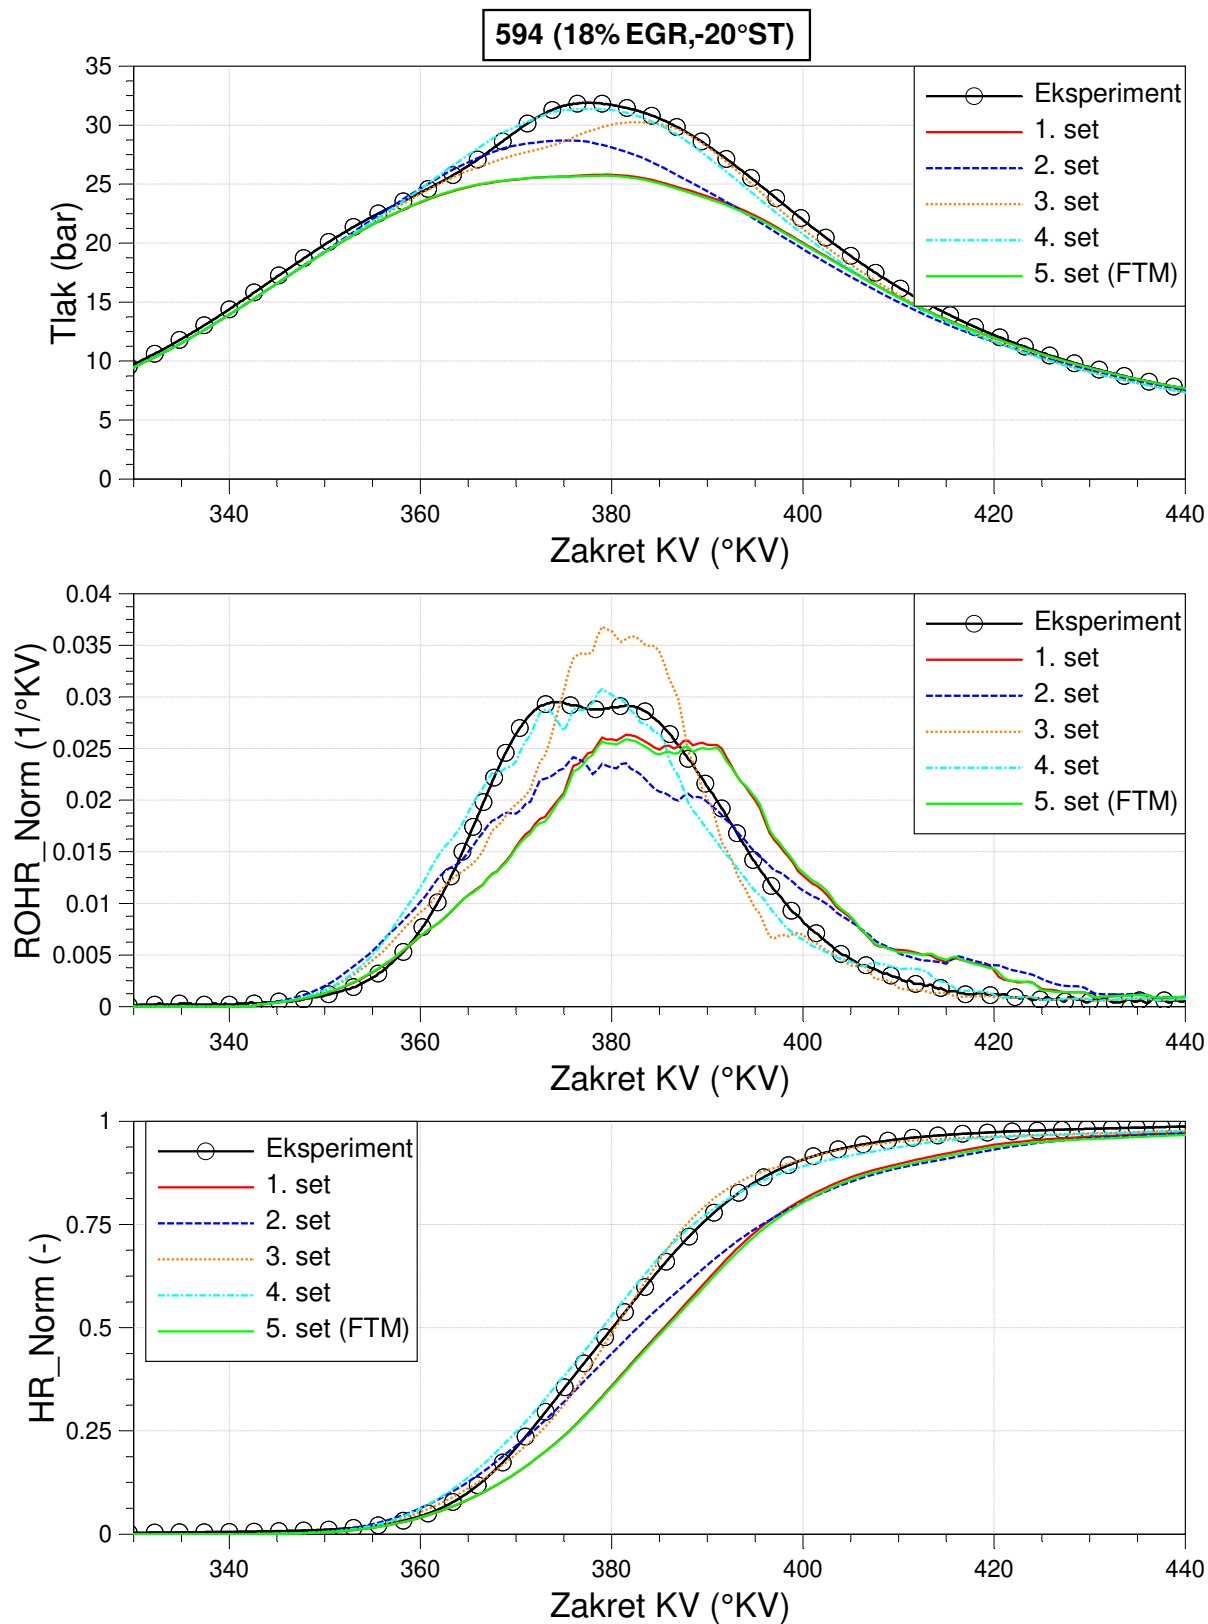 594 (18% EGR,-20°ST)
35
30
25
20
15
10
5
0
Tlak (bar)
340
360
380
400
420
440
Zakret KV (°KV)
Eksperiment
1. set
2. set
3. set
4. set
5. set (FTM)
0.04
0.035
0.03
0.025
0.02
0.015
0.01
0.005
0
ROHR_Norm (1/°KV)
340
360
380
400
420
440
Zakret KV (°KV)
Eksperiment
1. set
2. set
3. set
4. set
5. set (FTM)
1
0.75
0.5
0.25
0
HR_Norm (-)
340
360
380
400
420
440
Zakret KV (°KV)
Eksperiment
1. set
2. set
3. set
4. set
5. set (FTM)